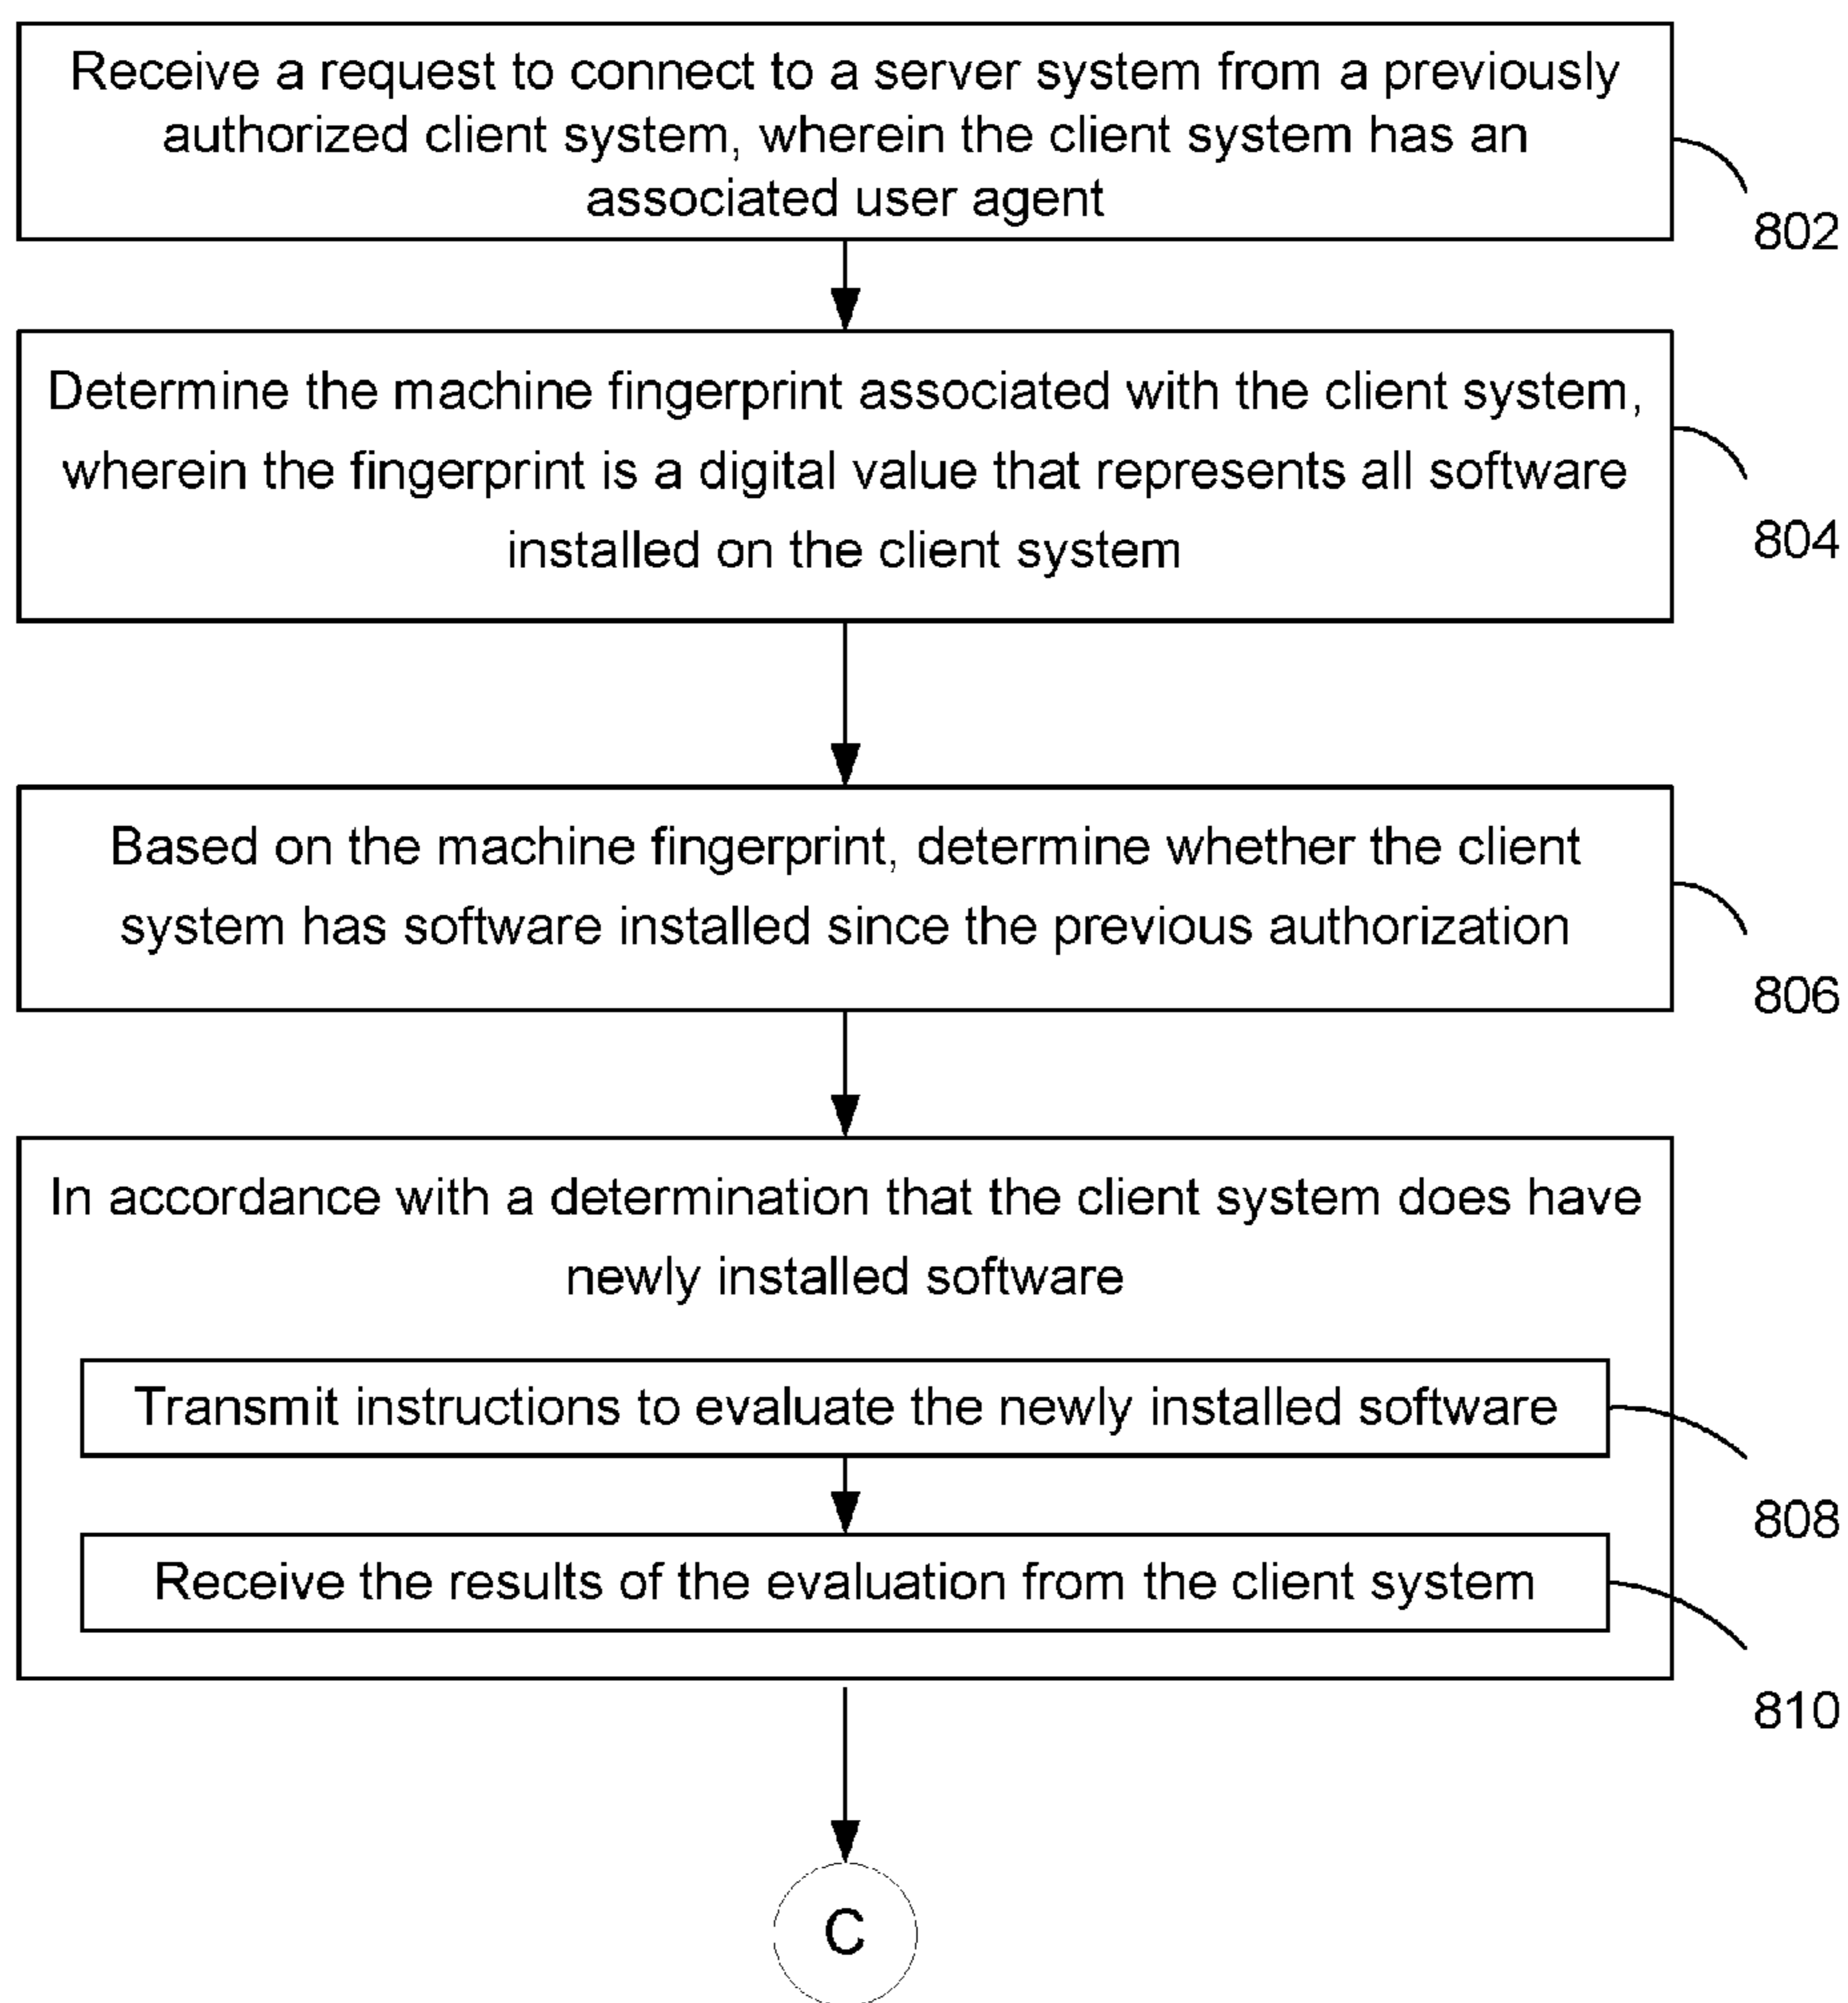 Receive a request to connect to a server system from a previously
authorized client system, wherein the client system has an
associated user agent
802
Determine the machine fingerprint associated with the client system,
wherein the fingerprint is a digital value that represents all software
installed on the client system
804
Based on the machine fingerprint, determine whether the client
system has software installed since the previous authorization
806
In accordance with a determination that the client system does have
newly installed software
Transmit instructions to evaluate the newly installed software
808
Receive the results of the evaluation from the client system
810
C